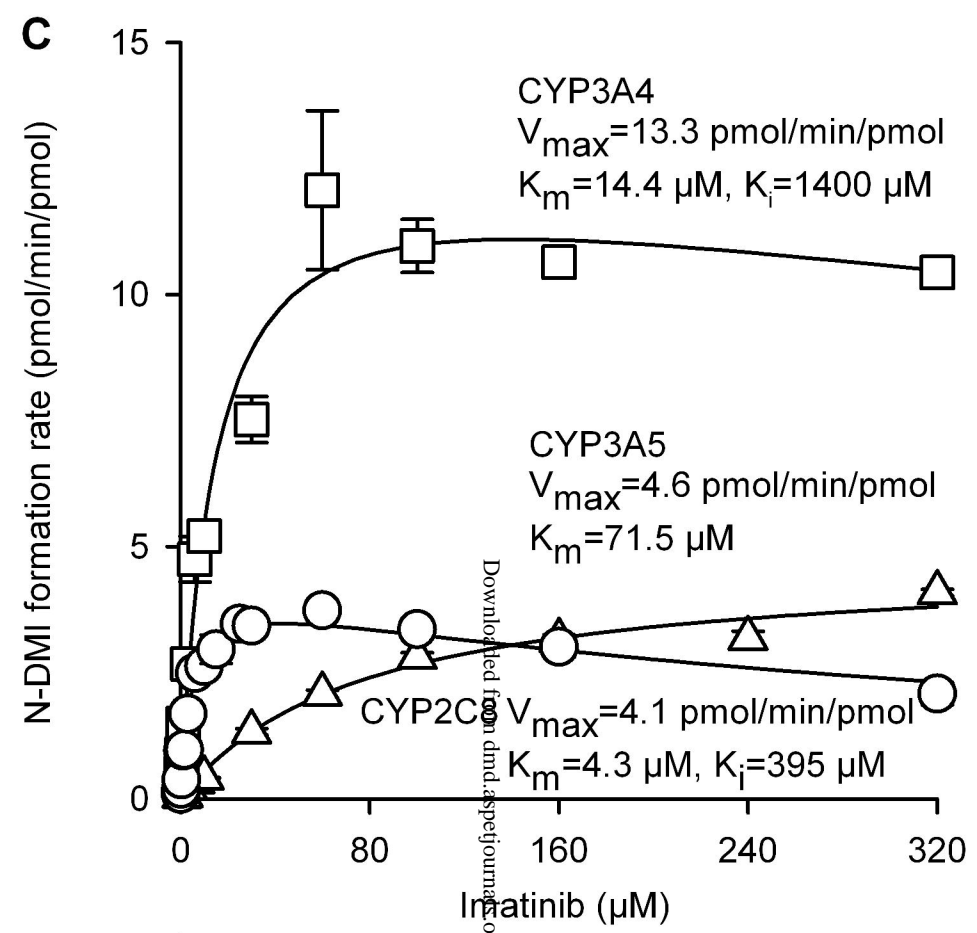 C
15
CYP3A4
Vmax=13.3 pmol/min/pmol
Km=14.4 µM, Ki=1400 µM
10
CYP3A5
Vmax=4.6 pmol/min/pmol
Km=71.5 µM
5
CYP2C8 Vmax=4.1 pmol/min/pmol
Km=4.3 µM, Ki=395 µM
0
0 80 160 240 320
Imatinib (µM)
N-DMI formation rate (pmol/min/pmol)
Downloaded from dmd.aspetjournals.o